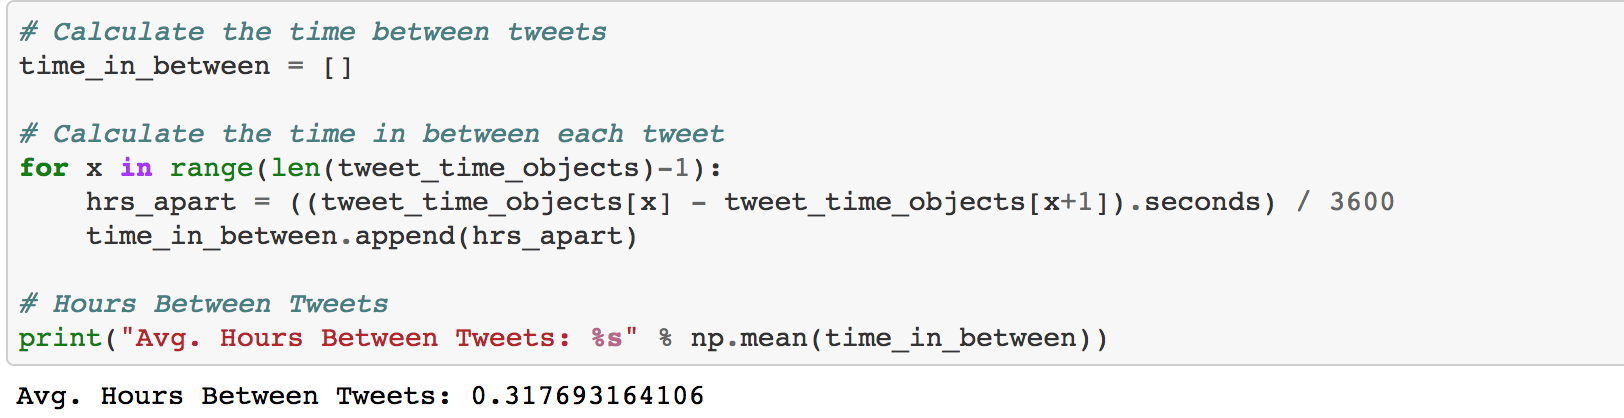 # Calculate the time between tweets
time_in_between = []
# Calculate the time in between each tweet
for x in range(len(tweet_time_objects)-1):
    hrs_apart = ((tweet_time_objects[x] - tweet_time_objects[x+1]).seconds) / 3600
    time_in_between.append(hrs_apart)
# Hours Between Tweets
print("Avg. Hours Between Tweets: %s" % np.mean(time_in_between))
Avg. Hours Between Tweets: 0.317693164106